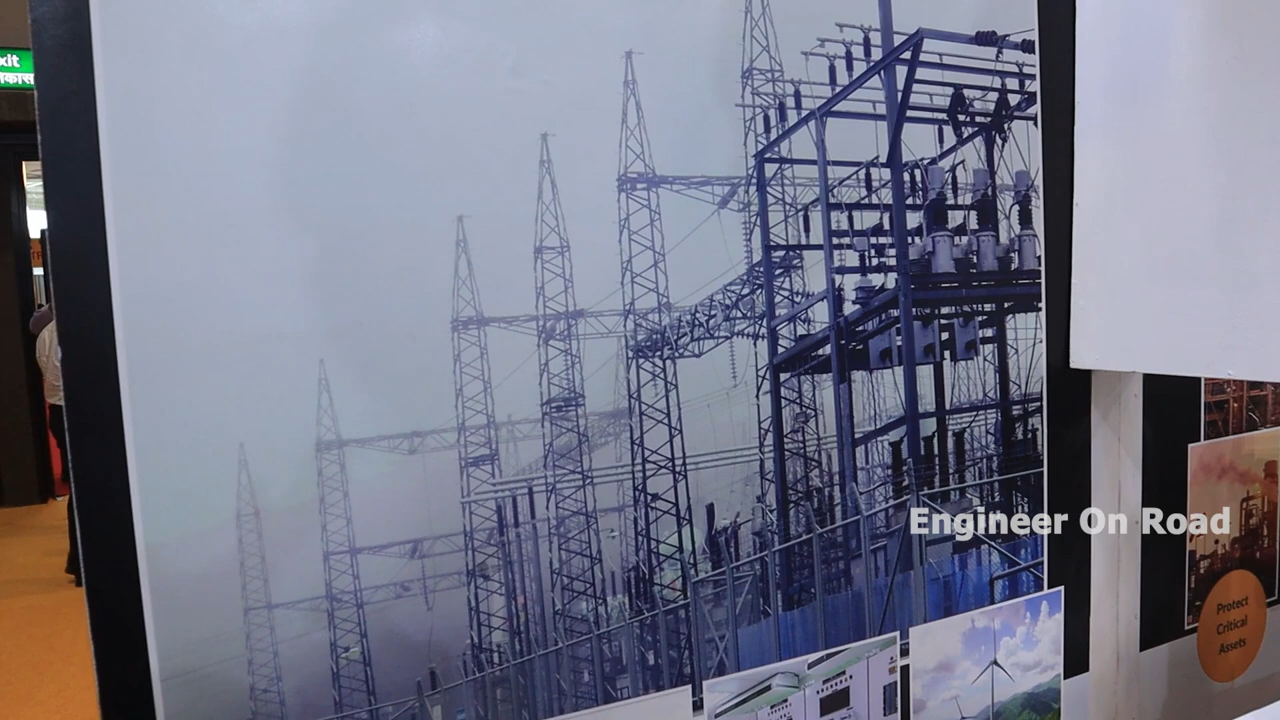 xit
Engineer On Road
Protect
Critical
Assets